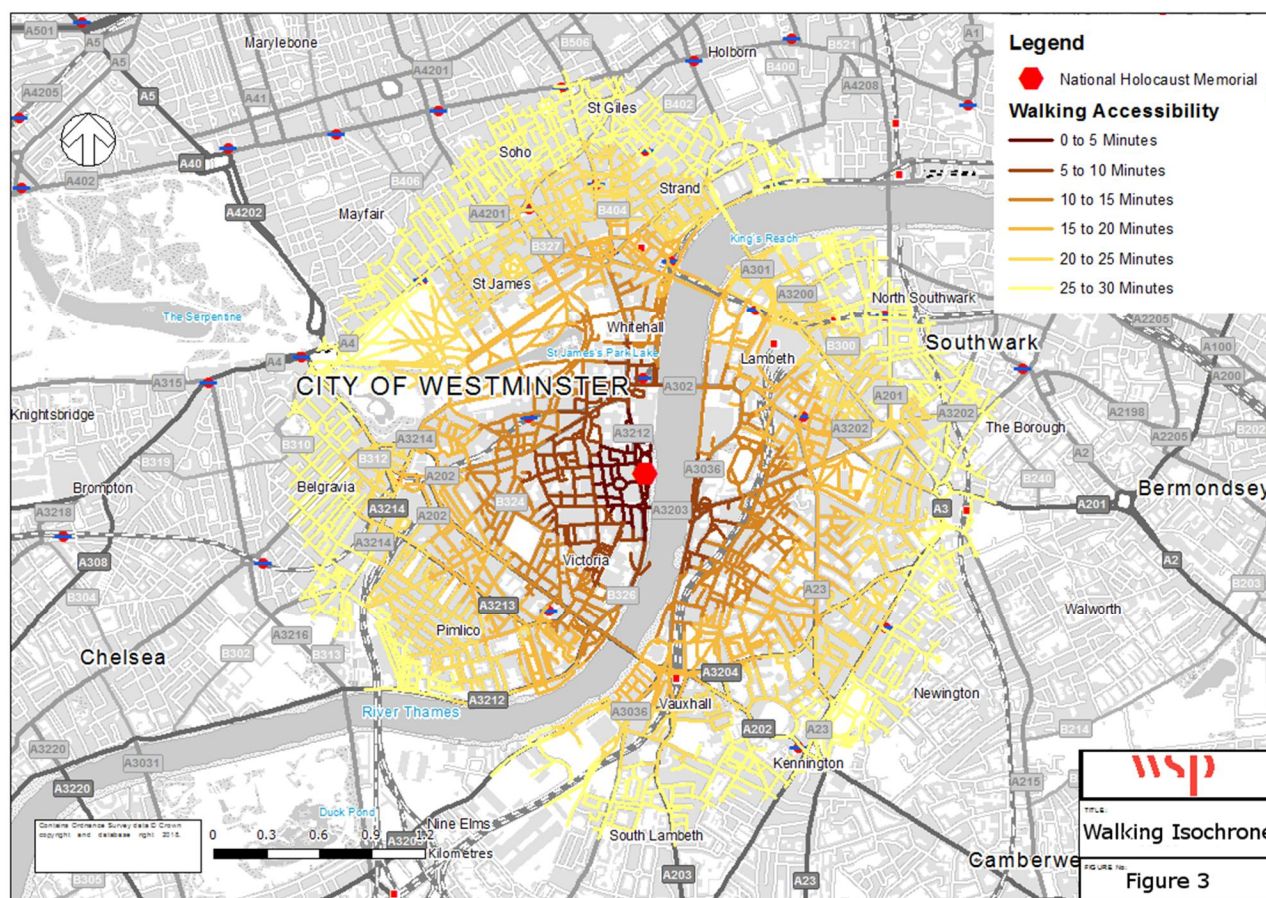 A501
A5
Marylebone
B506
Holborn
B521
A1
A4205
A5
A4201
B400
A41
A4208
St Giles
B402
A40
Soho
A402
B406
Strand
A4202
Mayfair
A4201
B404
King's Reach
B327
A301
St James
A3200
North Southwark
The Serpentine
Whitehall
A4
St James's Park Lake
Lambeth
B300
Southwark
A2205
A100
A4
A315
CITY OF WESTMINSTER
A302
A200
Knightsbridge
A201
A2198
B310
A3212
A3202
A3202
The Borough
A2205
B202
B319
A3214
B312
A3036
A2
A202
Brompton
Belgravia
B324
B240
Bermondsey
A3218
A3214
A202
A3203
A3
A201
A308
A3214
Victoria
A2
B304
B326
A23
B203
A3213
Walworth
A3216
Pimlico
B302
B313
Chelsea
A3204
Newington
A3212
Vauxhall
River Thames
A3036
A202
A23
B214
A3220
A3031
Kennington
A3220
A215
Duck Pond
Nine Elms
A3205
South Lambeth
Camberwe
B305
A203
A23
Legend
National Holocaust Memorial
Walking Accessibility
0 to 5 Minutes
5 to 10 Minutes
10 to 15 Minutes
15 to 20 Minutes
20 to 25 Minutes
25 to 30 Minutes
Contains Ordnance Survey data © Crown
copyright and database right 2018.
0 0.3 0.6 0.9 1.2
Kilometres
wsp
TITLE:
Walking Isochrone
FIGURE No:
Figure 3